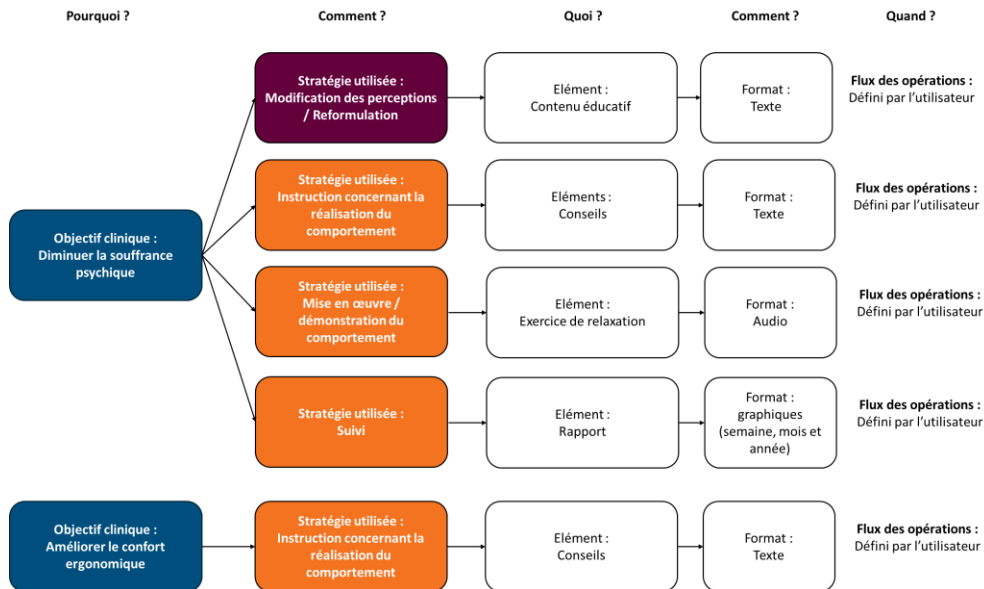 Pourquoi ?
Comment ?
Quoi ?
Comment ?
Quand ?
Stratégie utilisée :
Modification des perceptions
/ Reformulation
Elément :
Contenu éducatif
Format :
Texte
Flux des opérations :
Défini par l'utilisateur
Objectif clinique :
Diminuer la souffrance
psychique
Stratégie utilisée :
Instruction concernant la
réalisation du
comportement
Eléments :
Conseils
Format :
Texte
Flux des opérations :
Défini par l'utilisateur
Stratégie utilisée :
Mise en œuvre /
démonstration du
comportement
Elément :
Exercice de relaxation
Format :
Audio
Flux des opérations :
Défini par l'utilisateur
Stratégie utilisée :
Suivi
Elément :
Rapport
Format :
graphiques
(semaine, mois et
année)
Flux des opérations :
Défini par l'utilisateur
Objectif clinique :
Améliorer le confort
ergonomique
Stratégie utilisée :
Instruction concernant la
réalisation du
comportement
Elément :
Conseils
Format :
Texte
Flux des opérations :
Défini par l'utilisateur